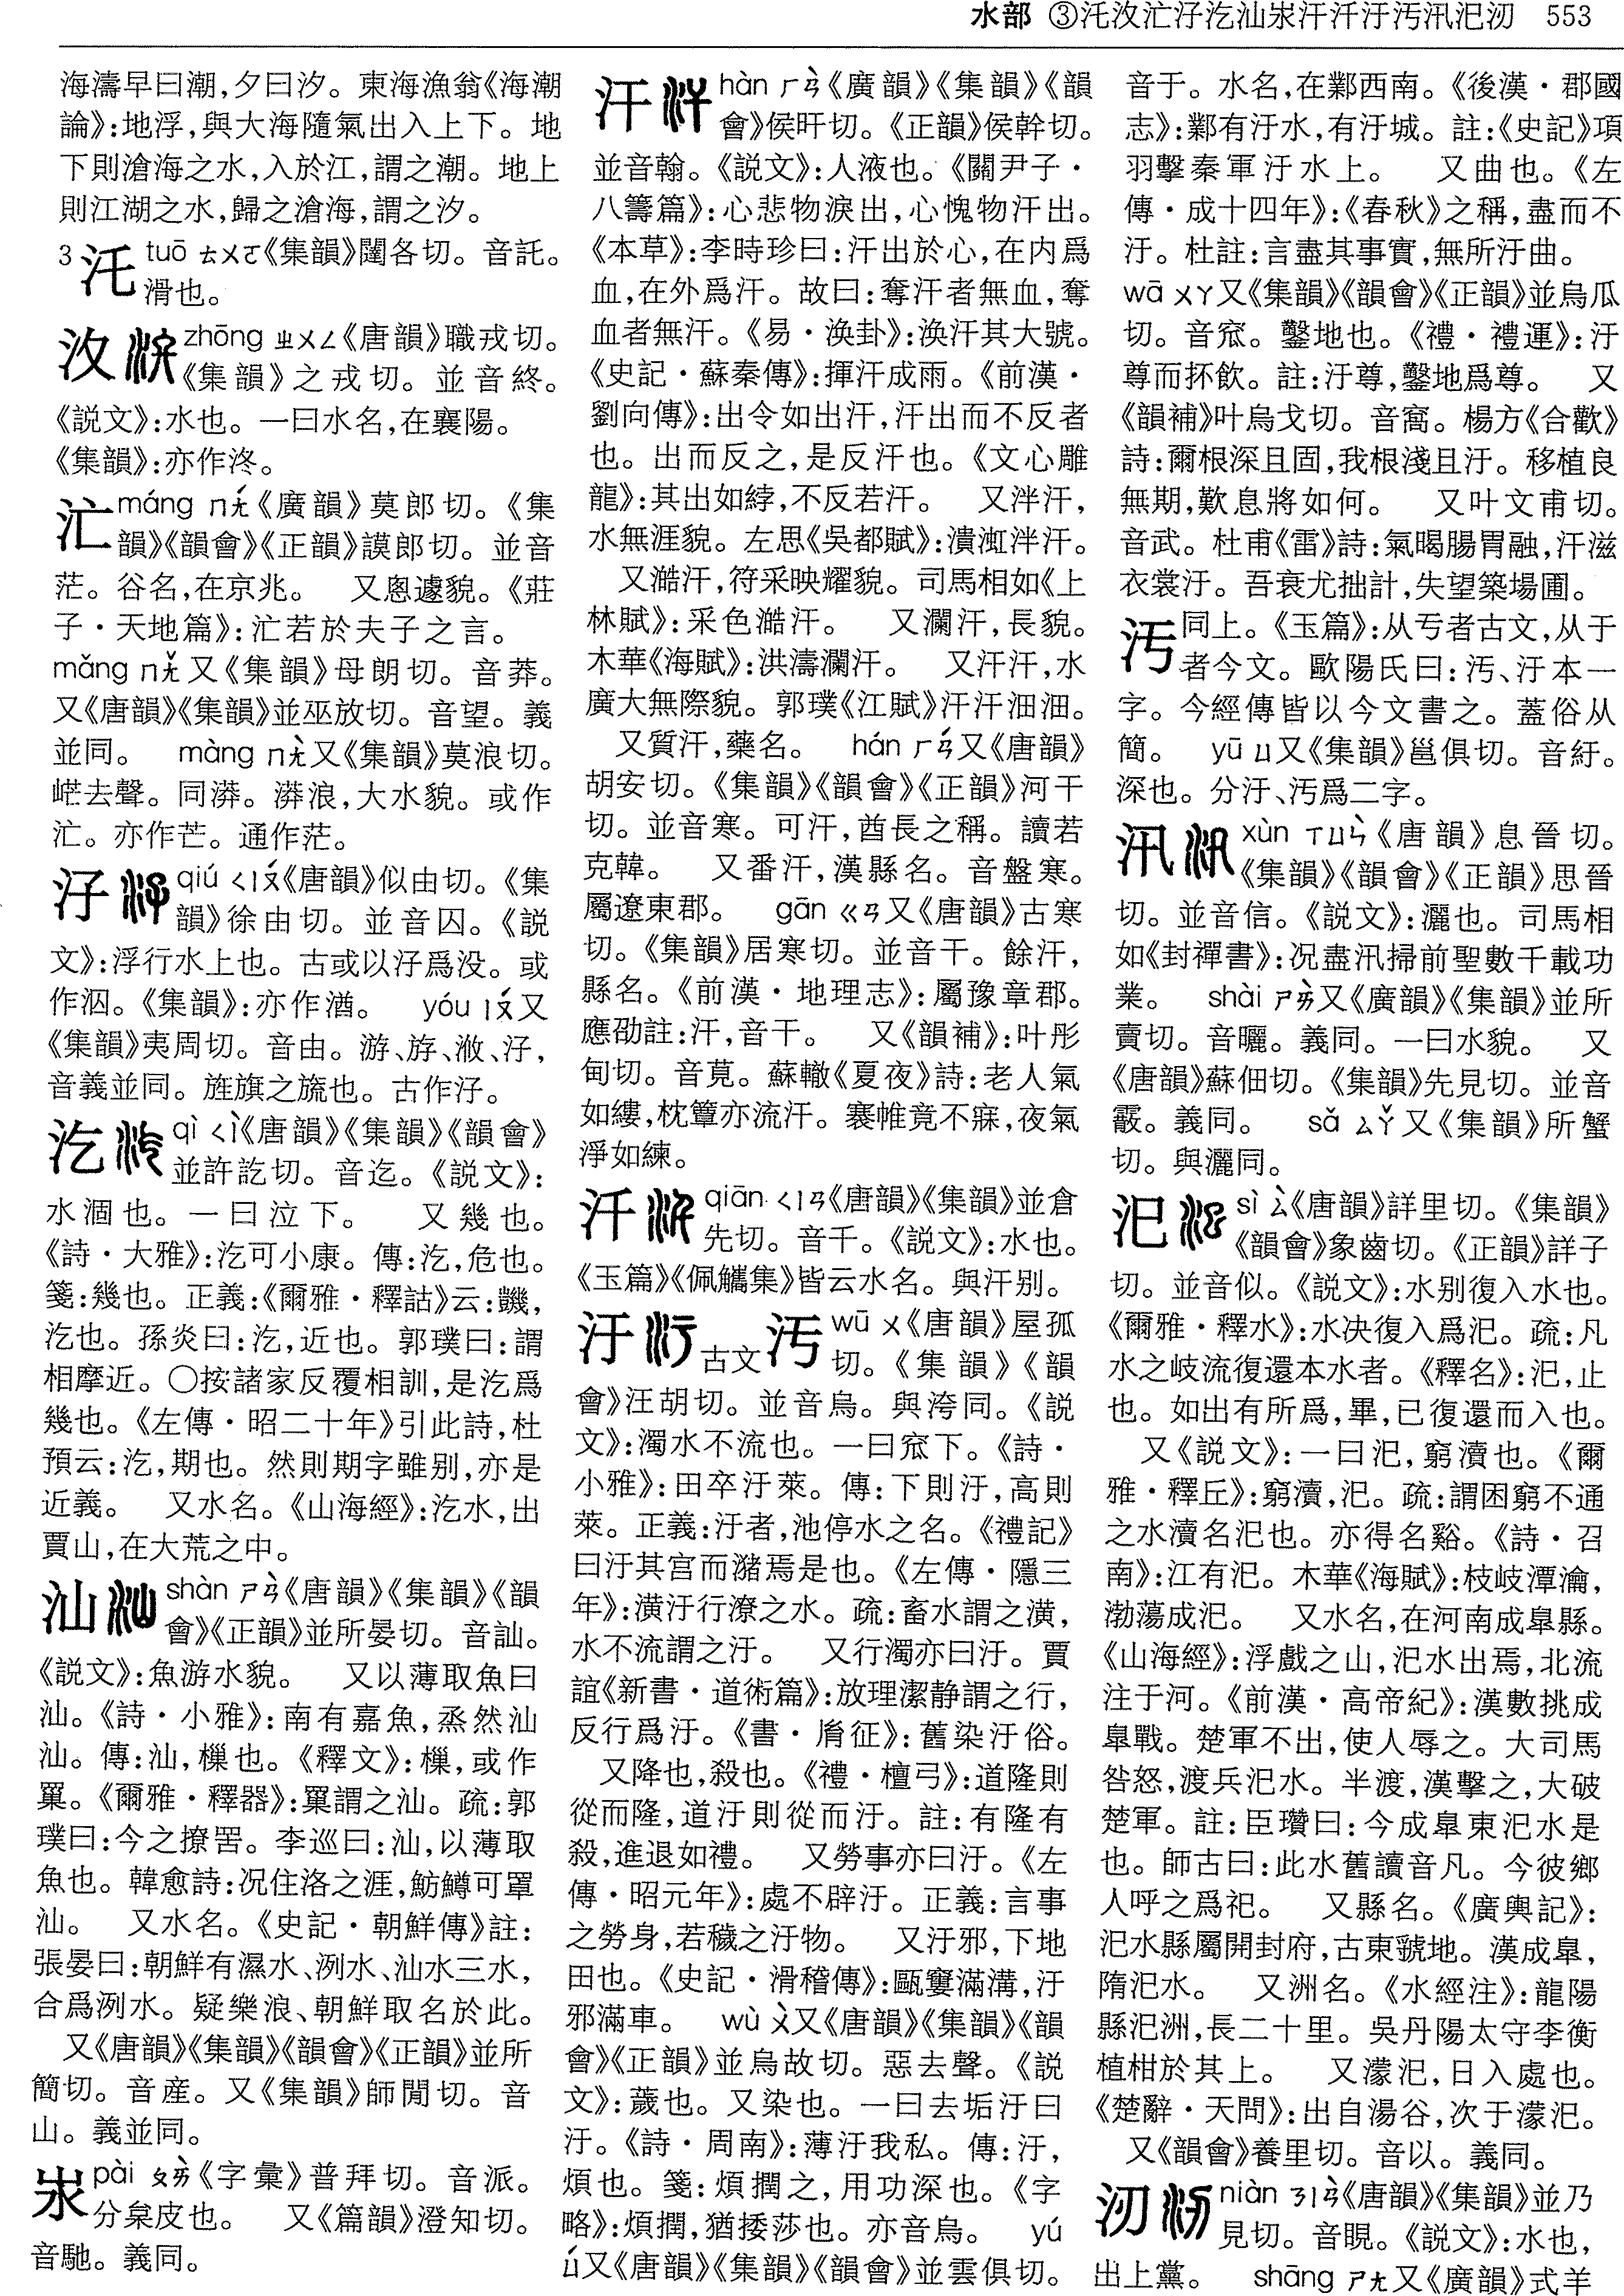 水部 ③汑汥汒汓汔汕汖汗汘汙污汛汜汈 553
海濤早曰潮,夕曰汐。東海漁翁《海潮
論》:地浮,與大海隨氣出入上下。地
下則滄海之水,入於江,謂之潮。地上
則江湖之水,歸之滄海,謂之汐。
3 汑 tuō ㄊㄨㄛ《集韻》闥各切。音託。
滑也。
汷 zhōng ㄓㄨㄥ《唐韻》職戎切。
《集韻》之戎切。並音終。
《説文》:水也。一曰水名,在襄陽。
《集韻》:亦作泈。
汒 máng ㄇㄤˊ《廣韻》莫郎切。《集
韻》《韻會》《正韻》謨郎切。並音
茫。谷名,在京兆。 又悤遽貌。《莊
子·天地篇》:汒若於夫子之言。
mǎng ㄇㄤˇ又《集韻》母朗切。音莽。
又《唐韻》《集韻》並巫放切。音望。義
並同。 màng ㄇㄤˋ又《集韻》莫浪切。
𡵀去聲。同漭。漭浪,大水貌。或作
汒。亦作芒。通作茫。
汓 qiú ㄑㄧㄡˊ《唐韻》似由切。《集
韻》徐由切。並音囚。《説
文》:浮行水上也。古或以汓爲没。或
作泅。《集韻》:亦作㴔。 yóu ㄧㄡˊ又
《集韻》夷周切。音由。游、斿、㳺、汓,
音義並同。旌旗之旒也。古作汓。
汔 qì ㄑㄧˋ《唐韻》《集韻》《韻會》
並許訖切。音迄。《説文》:
水涸也。一曰泣下。 又幾也。
《詩·大雅》:汔可小康。傳:汔,危也。
箋:幾也。正義:《爾雅·釋詁》云:䤒,
汔也。孫炎曰:汔,近也。郭璞曰:謂
相摩近。〇按諸家反覆相訓,是汔爲
幾也。《左傳·昭二十年》引此詩,杜
預云:汔,期也。然則期字雖别,亦是
近義。 又水名。《山海經》:汔水,出
賈山,在大荒之中。
汕 shàn ㄕㄢˋ《唐韻》《集韻》《韻
會》《正韻》並所晏切。音訕。
《説文》:魚游水貌。 又以薄取魚曰
汕。《詩·小雅》:南有嘉魚,烝然汕
汕。傳:汕,樔也。《釋文》:樔,或作
罺。《爾雅·釋器》:罺謂之汕。疏:郭
璞曰:今之撩罟。李巡曰:汕,以薄取
魚也。韓愈詩:况住洛之涯,魴鱒可罩
汕。 又水名。《史記·朝鮮傳》註:
張晏曰:朝鮮有濕水、洌水、汕水三水,
合爲洌水。疑樂浪、朝鮮取名於此。
又《唐韻》《集韻》《韻會》《正韻》並所
簡切。音産。又《集韻》師閒切。音
山。義並同。
汖 pài ㄆㄞˋ《字彙》普拜切。音派。
分枲皮也。 又《篇韻》澄知切。
音馳。義同。
汗 hàn ㄏㄢˋ《廣韻》《集韻》《韻
會》侯旰切。《正韻》侯幹切。
並音翰。《説文》:人液也。《關尹子·
八籌篇》:心悲物淚出,心愧物汗出。
《本草》:李時珍曰:汗出於心,在内爲
血,在外爲汗。故曰:奪汗者無血,奪
血者無汗。《易·渙卦》:渙汗其大號。
《史記·蘇秦傳》:揮汗成雨。《前漢·
劉向傳》:出令如出汗,汗出而不反者
也。出而反之,是反汗也。《文心雕
龍》:其出如綍,不反若汗。 又泮汗,
水無涯貌。左思《吳都賦》:潰渱泮汗。
又澔汗,符采映耀貌。司馬相如《上
林賦》:采色澔汗。 又瀾汗,長貌。
木華《海賦》:洪濤瀾汗。 又汗汗,水
廣大無際貌。郭璞《江賦》汗汗沺沺。
又質汗,藥名。 hán ㄏㄢˊ又《唐韻》
胡安切。《集韻》《韻會》《正韻》河干
切。並音寒。可汗,酋長之稱。讀若
克韓。 又番汗,漢縣名。音盤寒。
屬遼東郡。 gān ㄍㄢ又《唐韻》古寒
切。《集韻》居寒切。並音干。餘汗,
縣名。《前漢·地理志》:屬豫章郡。
應劭註:汗,音干。 又《韻補》:叶彤
甸切。音莧。蘇轍《夏夜》詩:老人氣
如縷,枕簟亦流汗。褰帷竟不寐,夜氣
淨如練。
汘 qiān ㄑㄧㄢ《唐韻》《集韻》並倉
先切。音千。《説文》:水也。
《玉篇》《佩觿集》皆云水名。與汗别。
汙 古文 污 wū ㄨ《唐韻》屋孤
切。《集韻》《韻
會》汪胡切。並音烏。與洿同。《説
文》:濁水不流也。一曰窊下。《詩·
小雅》:田卒汙萊。傳:下則汙,高則
萊。正義:汙者,池停水之名。《禮記》
曰汙其宫而豬焉是也。《左傳·隱三
年》:潢汙行潦之水。疏:畜水謂之潢,
水不流謂之汙。 又行濁亦曰汙。賈
誼《新書·道術篇》:放理潔静謂之行,
反行爲汙。《書·胤征》:舊染汙俗。
又降也,殺也。《禮·檀弓》:道隆則
從而隆,道汙則從而汙。註:有隆有
殺,進退如禮。 又勞事亦曰汙。《左
傳·昭元年》:處不辟汙。正義:言事
之勞身,若穢之汙物。 又汙邪,下地
田也。《史記·滑稽傳》:甌窶滿溝,汙
邪滿車。 wù ㄨˋ又《唐韻》《集韻》《韻
會》《正韻》並烏故切。惡去聲。《説
文》:薉也。又染也。一曰去垢汙曰
汙。《詩·周南》:薄汙我私。傳:汙,
煩也。箋:煩撋之,用功深也。《字
略》:煩撋,猶捼莎也。亦音烏。 yú
ㄩˊ又《唐韻》《集韻》《韻會》並雲俱切。
音于。水名,在鄴西南。《後漢·郡國
志》:鄴有汙水,有汙城。註:《史記》項
羽擊秦軍汙水上。 又曲也。《左
傳·成十四年》:《春秋》之稱,盡而不
汙。杜註:言盡其事實,無所汙曲。
wā ㄨㄚ又《集韻》《韻會》《正韻》並烏瓜
切。音窊。鑿地也。《禮·禮運》:汙
尊而抔飲。註:汙尊,鑿地爲尊。 又
《韻補》叶烏戈切。音窩。楊方《合歡》
詩:爾根深且固,我根淺且汙。移植良
無期,歎息將如何。 又叶文甫切。
音武。杜甫《雷》詩:氣暍腸胃融,汗滋
衣裳汙。吾衰尤拙計,失望築場圃。
污 同上。《玉篇》:从亐者古文,从于
者今文。歐陽氏曰:污、汙本一
字。今經傳皆以今文書之。蓋俗从
簡。 yū ㄩ又《集韻》邕俱切。音紆。
深也。分汙、污爲二字。
汛 xùn ㄒㄩㄣˋ《唐韻》息晉切。
《集韻》《韻會》《正韻》思晉
切。並音信。《説文》:灑也。司馬相
如《封禪書》:况盡汛掃前聖數千載功
業。 shài ㄕㄞˋ又《廣韻》《集韻》並所
賣切。音曬。義同。一曰水貌。 又
《唐韻》蘇佃切。《集韻》先見切。並音
霰。義同。 sǎ ㄙㄚˇ又《集韻》所蟹
切。與灑同。
汜 sì ㄙˋ《唐韻》詳里切。《集韻》
《韻會》象齒切。《正韻》詳子
切。並音似。《説文》:水别復入水也。
《爾雅·釋水》:水决復入爲汜。疏:凡
水之岐流復還本水者。《釋名》:汜,止
也。如出有所爲,畢,已復還而入也。
又《説文》:一曰汜,窮瀆也。《爾
雅·釋丘》:窮瀆,汜。疏:謂困窮不通
之水瀆名汜也。亦得名谿。《詩·召
南》:江有汜。木華《海賦》:枝岐潭瀹,
渤蕩成汜。 又水名,在河南成皋縣。
《山海經》:浮戲之山,汜水出焉,北流
注于河。《前漢·高帝紀》:漢數挑成
皋戰。楚軍不出,使人辱之。大司馬
咎怒,渡兵汜水。半渡,漢擊之,大破
楚軍。註:臣瓚曰:今成皋東汜水是
也。師古曰:此水舊讀音凡。今彼鄉
人呼之爲祀。 又縣名。《廣輿記》:
汜水縣屬開封府,古東虢地。漢成皋,
隋汜水。 又洲名。《水經注》:龍陽
縣汜洲,長二十里。吳丹陽太守李衡
植柑於其上。 又濛汜,日入處也。
《楚辭·天問》:出自湯谷,次于濛汜。
又《韻會》養里切。音以。義同。
汈 niàn ㄋㄧㄢˋ《唐韻》《集韻》並乃
見切。音晛。《説文》:水也,
出上黨。 shāng ㄕㄤ又《廣韻》式羊